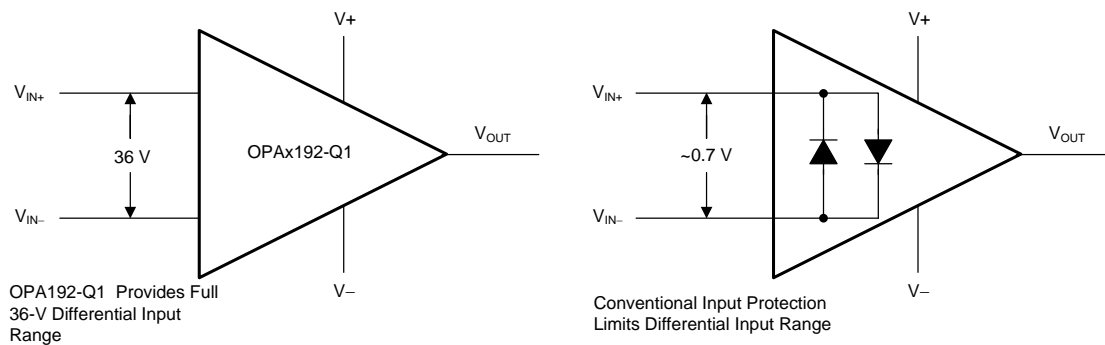 V+
VIN+
36 V
OPAx192-Q1
VOUT
VIN−
V−
OPA192-Q1 Provides Full
36-V Differential Input
Range
V+
VIN+
~0.7 V
VOUT
VIN−
V−
Conventional Input Protection
Limits Differential Input Range